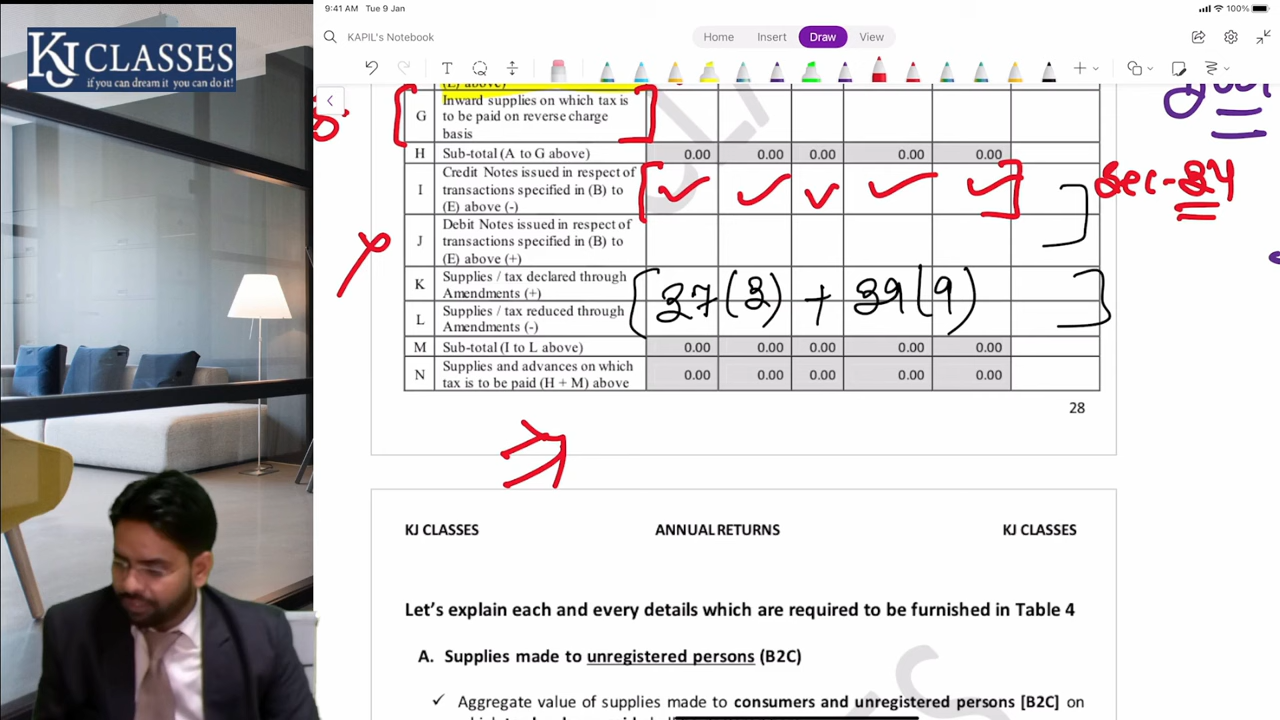 KJ CLASSES
if you can dream it you can do it!
9:41 AM Tue 9 Jan
100%
KAPIL's Notebook
Home Insert Draw View
(E) above)
G Inward supplies on which tax is to be paid on reverse charge basis
H Sub-total (A to G above) 0.00 0.00 0.00 0.00 0.00
I Credit Notes issued in respect of transactions specified in (B) to (E) above (-)
Sec-34
J Debit Notes issued in respect of transactions specified in (B) to (E) above (+)
K Supplies / tax declared through Amendments (+)
37(3) + 39(9)
L Supplies / tax reduced through Amendments (-)
M Sub-total (I to L above) 0.00 0.00 0.00 0.00 0.00
N Supplies and advances on which tax is to be paid (H + M) above 0.00 0.00 0.00 0.00 0.00
28
KJ CLASSES ANNUAL RETURNS KJ CLASSES
Let's explain each and every details which are required to be furnished in Table 4
A. Supplies made to unregistered persons (B2C)
✓ Aggregate value of supplies made to consumers and unregistered persons [B2C] on